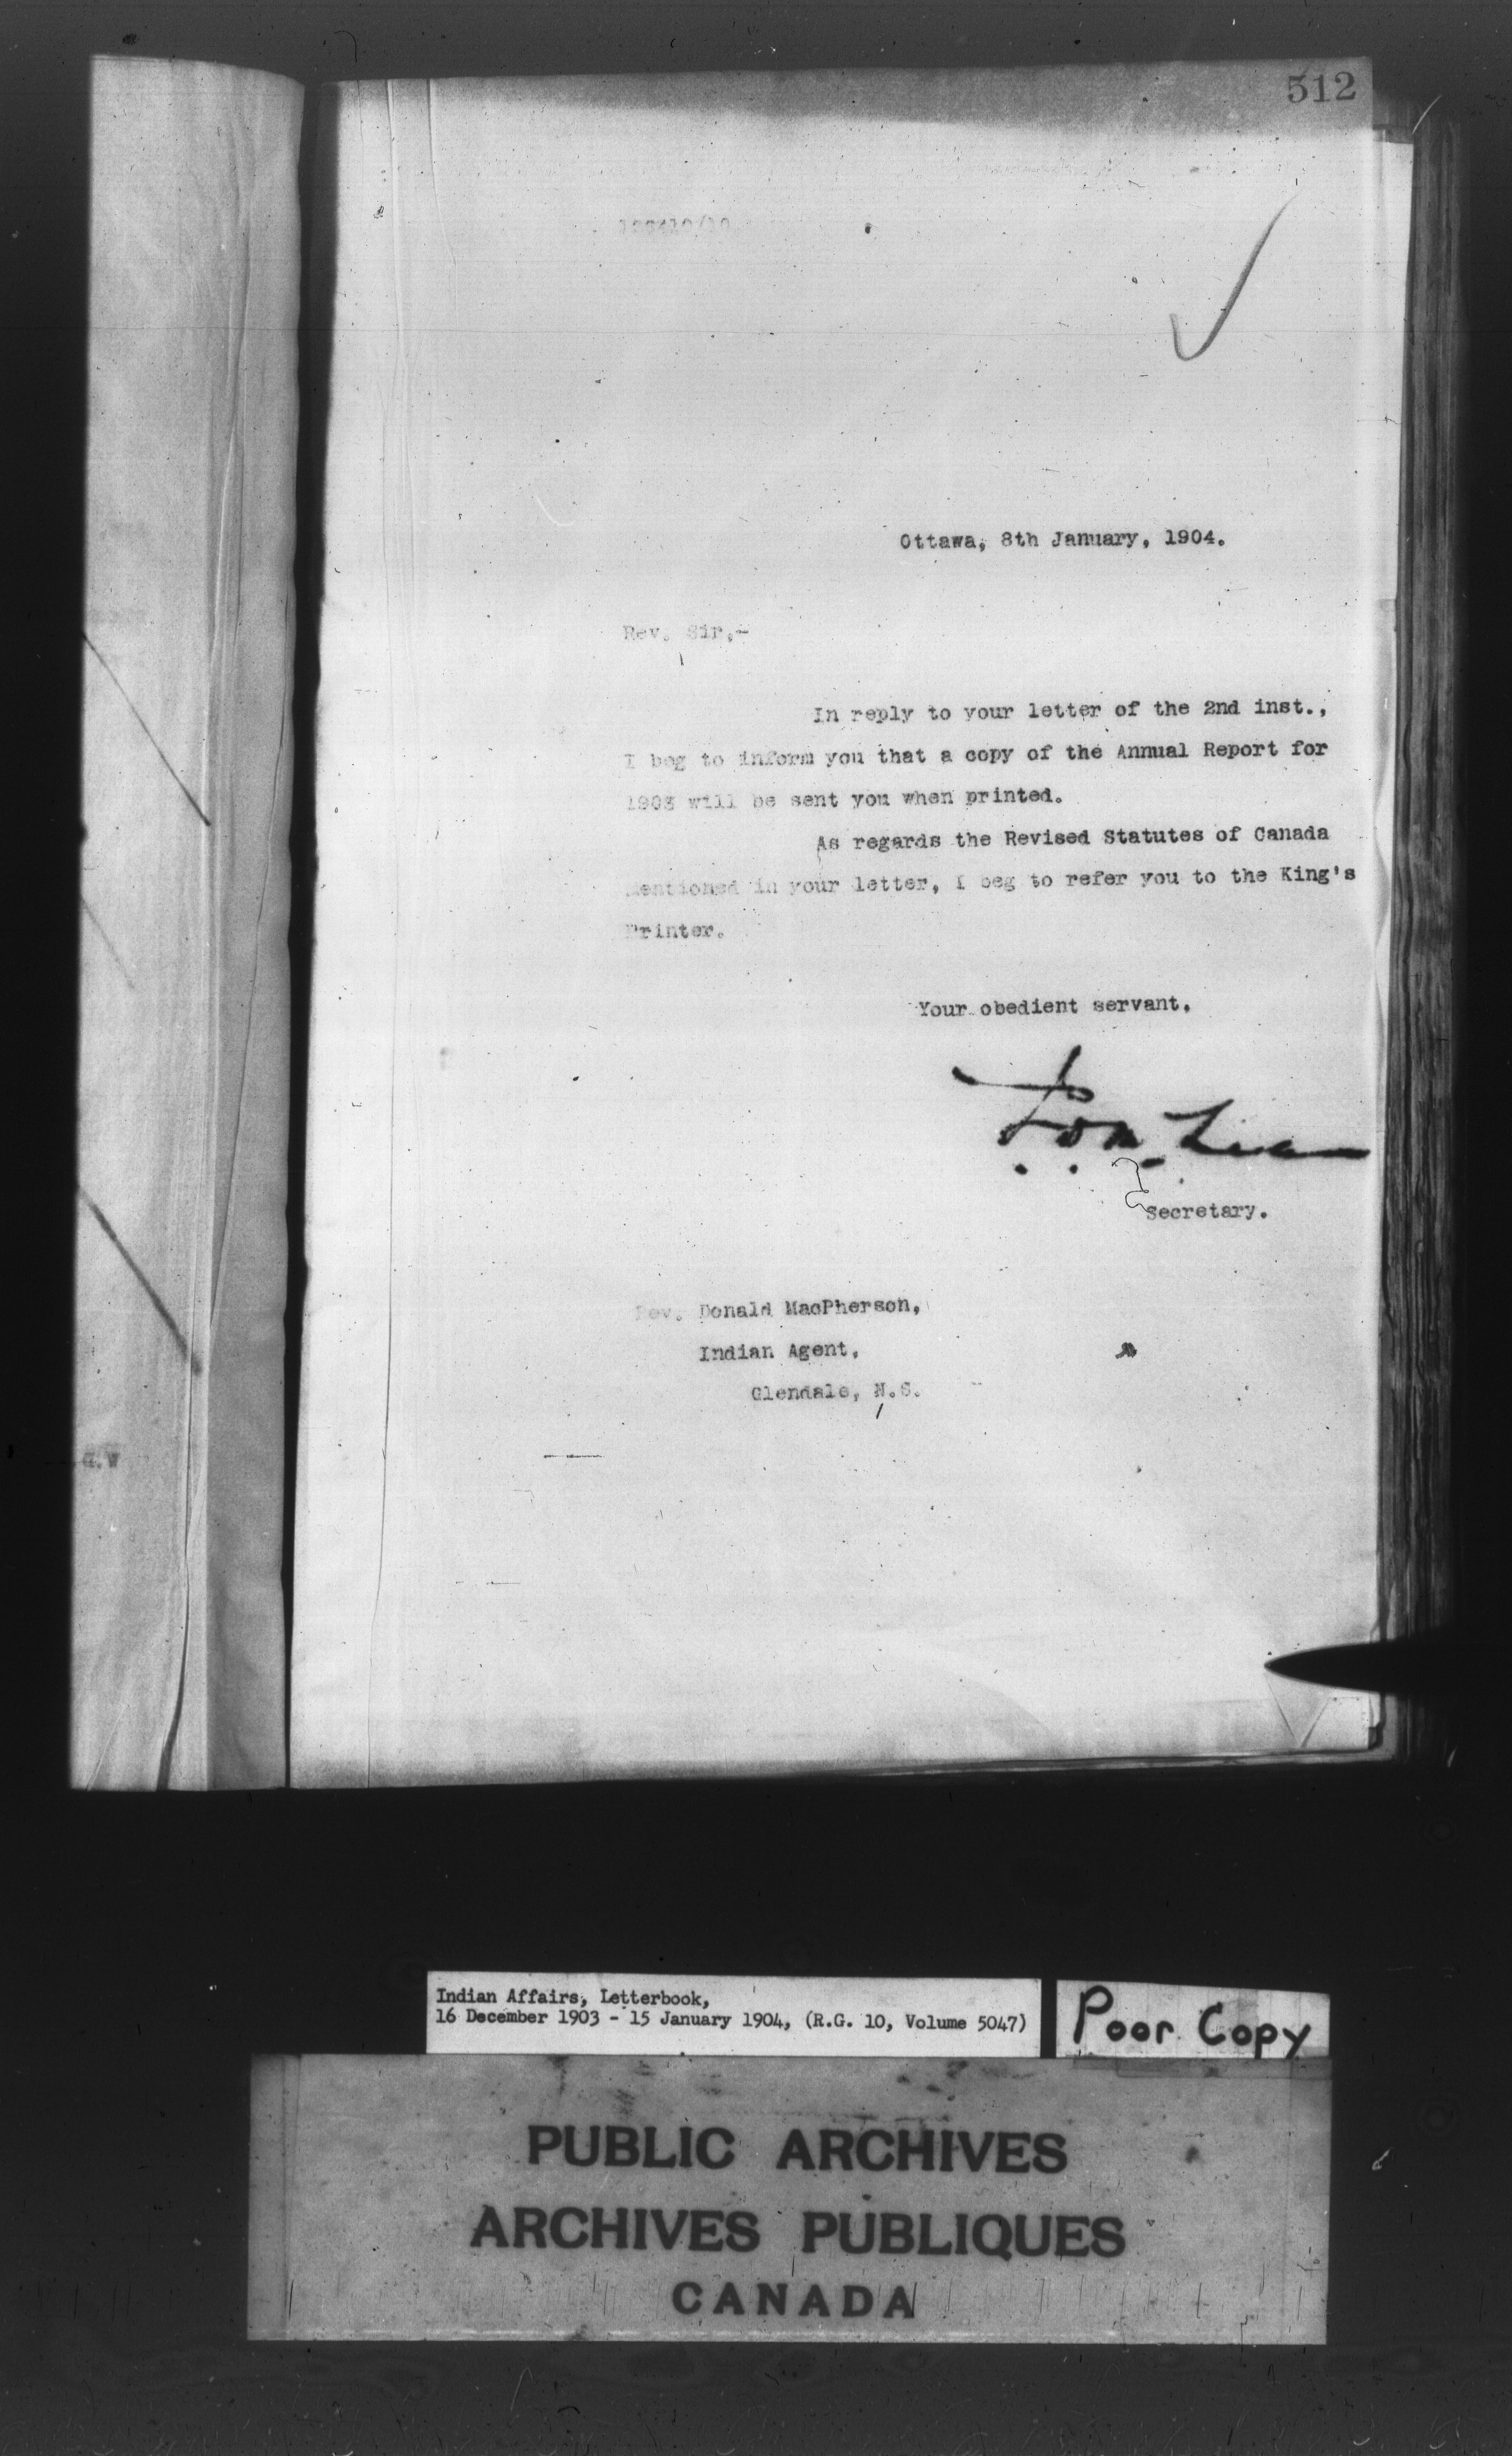 512
Ottawa, 8th January, 1904.
Rev. Sir,-
In reply to your letter of the 2nd inst.,
I beg to inform you that a copy of the Annual Report for
1903 will be sent you when printed.
As regards the Revised Statutes of Canada
mentioned in your letter, I beg to refer you to the King's
Printer.
Your obedient servant,
Secretary.
Rev. Donald MacPherson,
Indian Agent,
Glendale, N.S.
G.W
Indian Affairs, Letterbook,
16 December 1903 - 15 January 1904, (R.G. 10, Volume 5047)
Poor Copy
PUBLIC ARCHIVES
ARCHIVES PUBLIQUES
CANADA